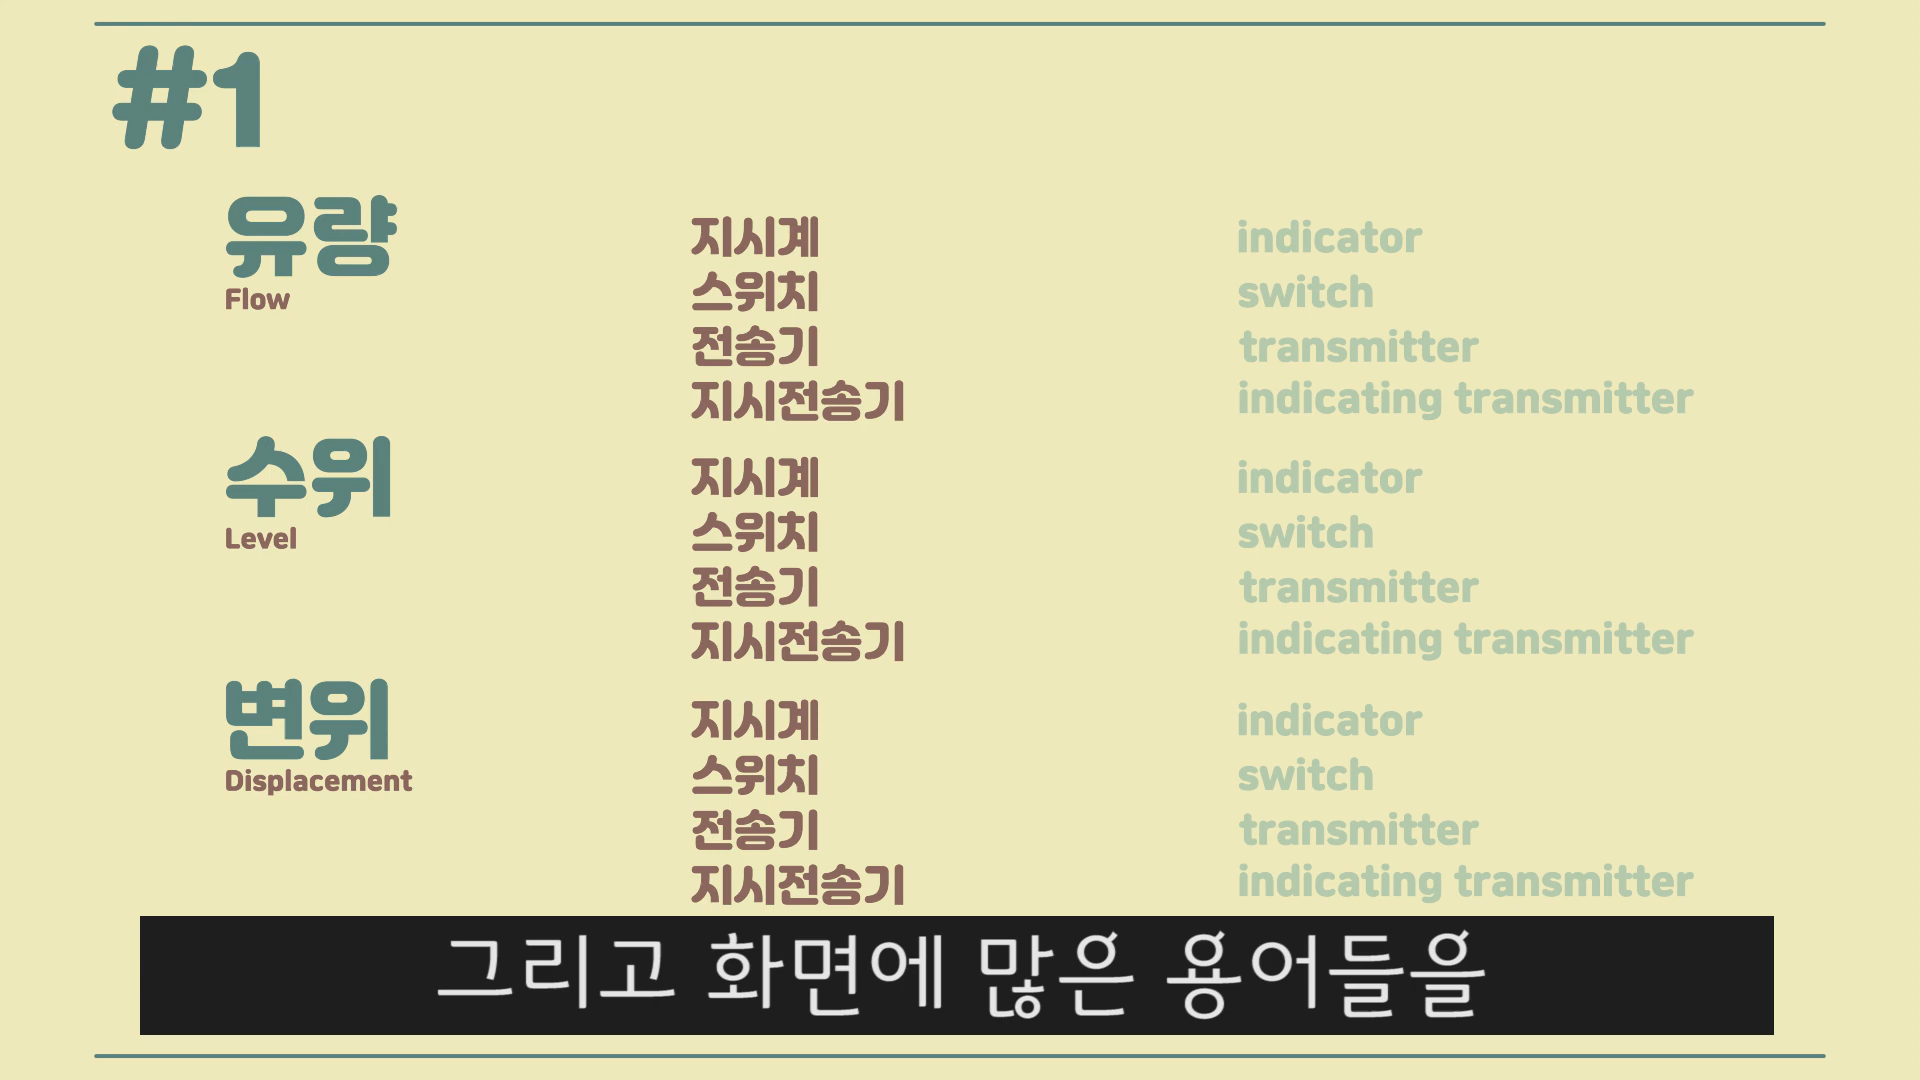 #1
유량
Flow
지시계 indicator
스위치 switch
전송기 transmitter
지시전송기 indicating transmitter
수위
Level
지시계 indicator
스위치 switch
전송기 transmitter
지시전송기 indicating transmitter
변위
Displacement
지시계 indicator
스위치 switch
전송기 transmitter
지시전송기 indicating transmitter
그리고 화면에 많은 용어들을